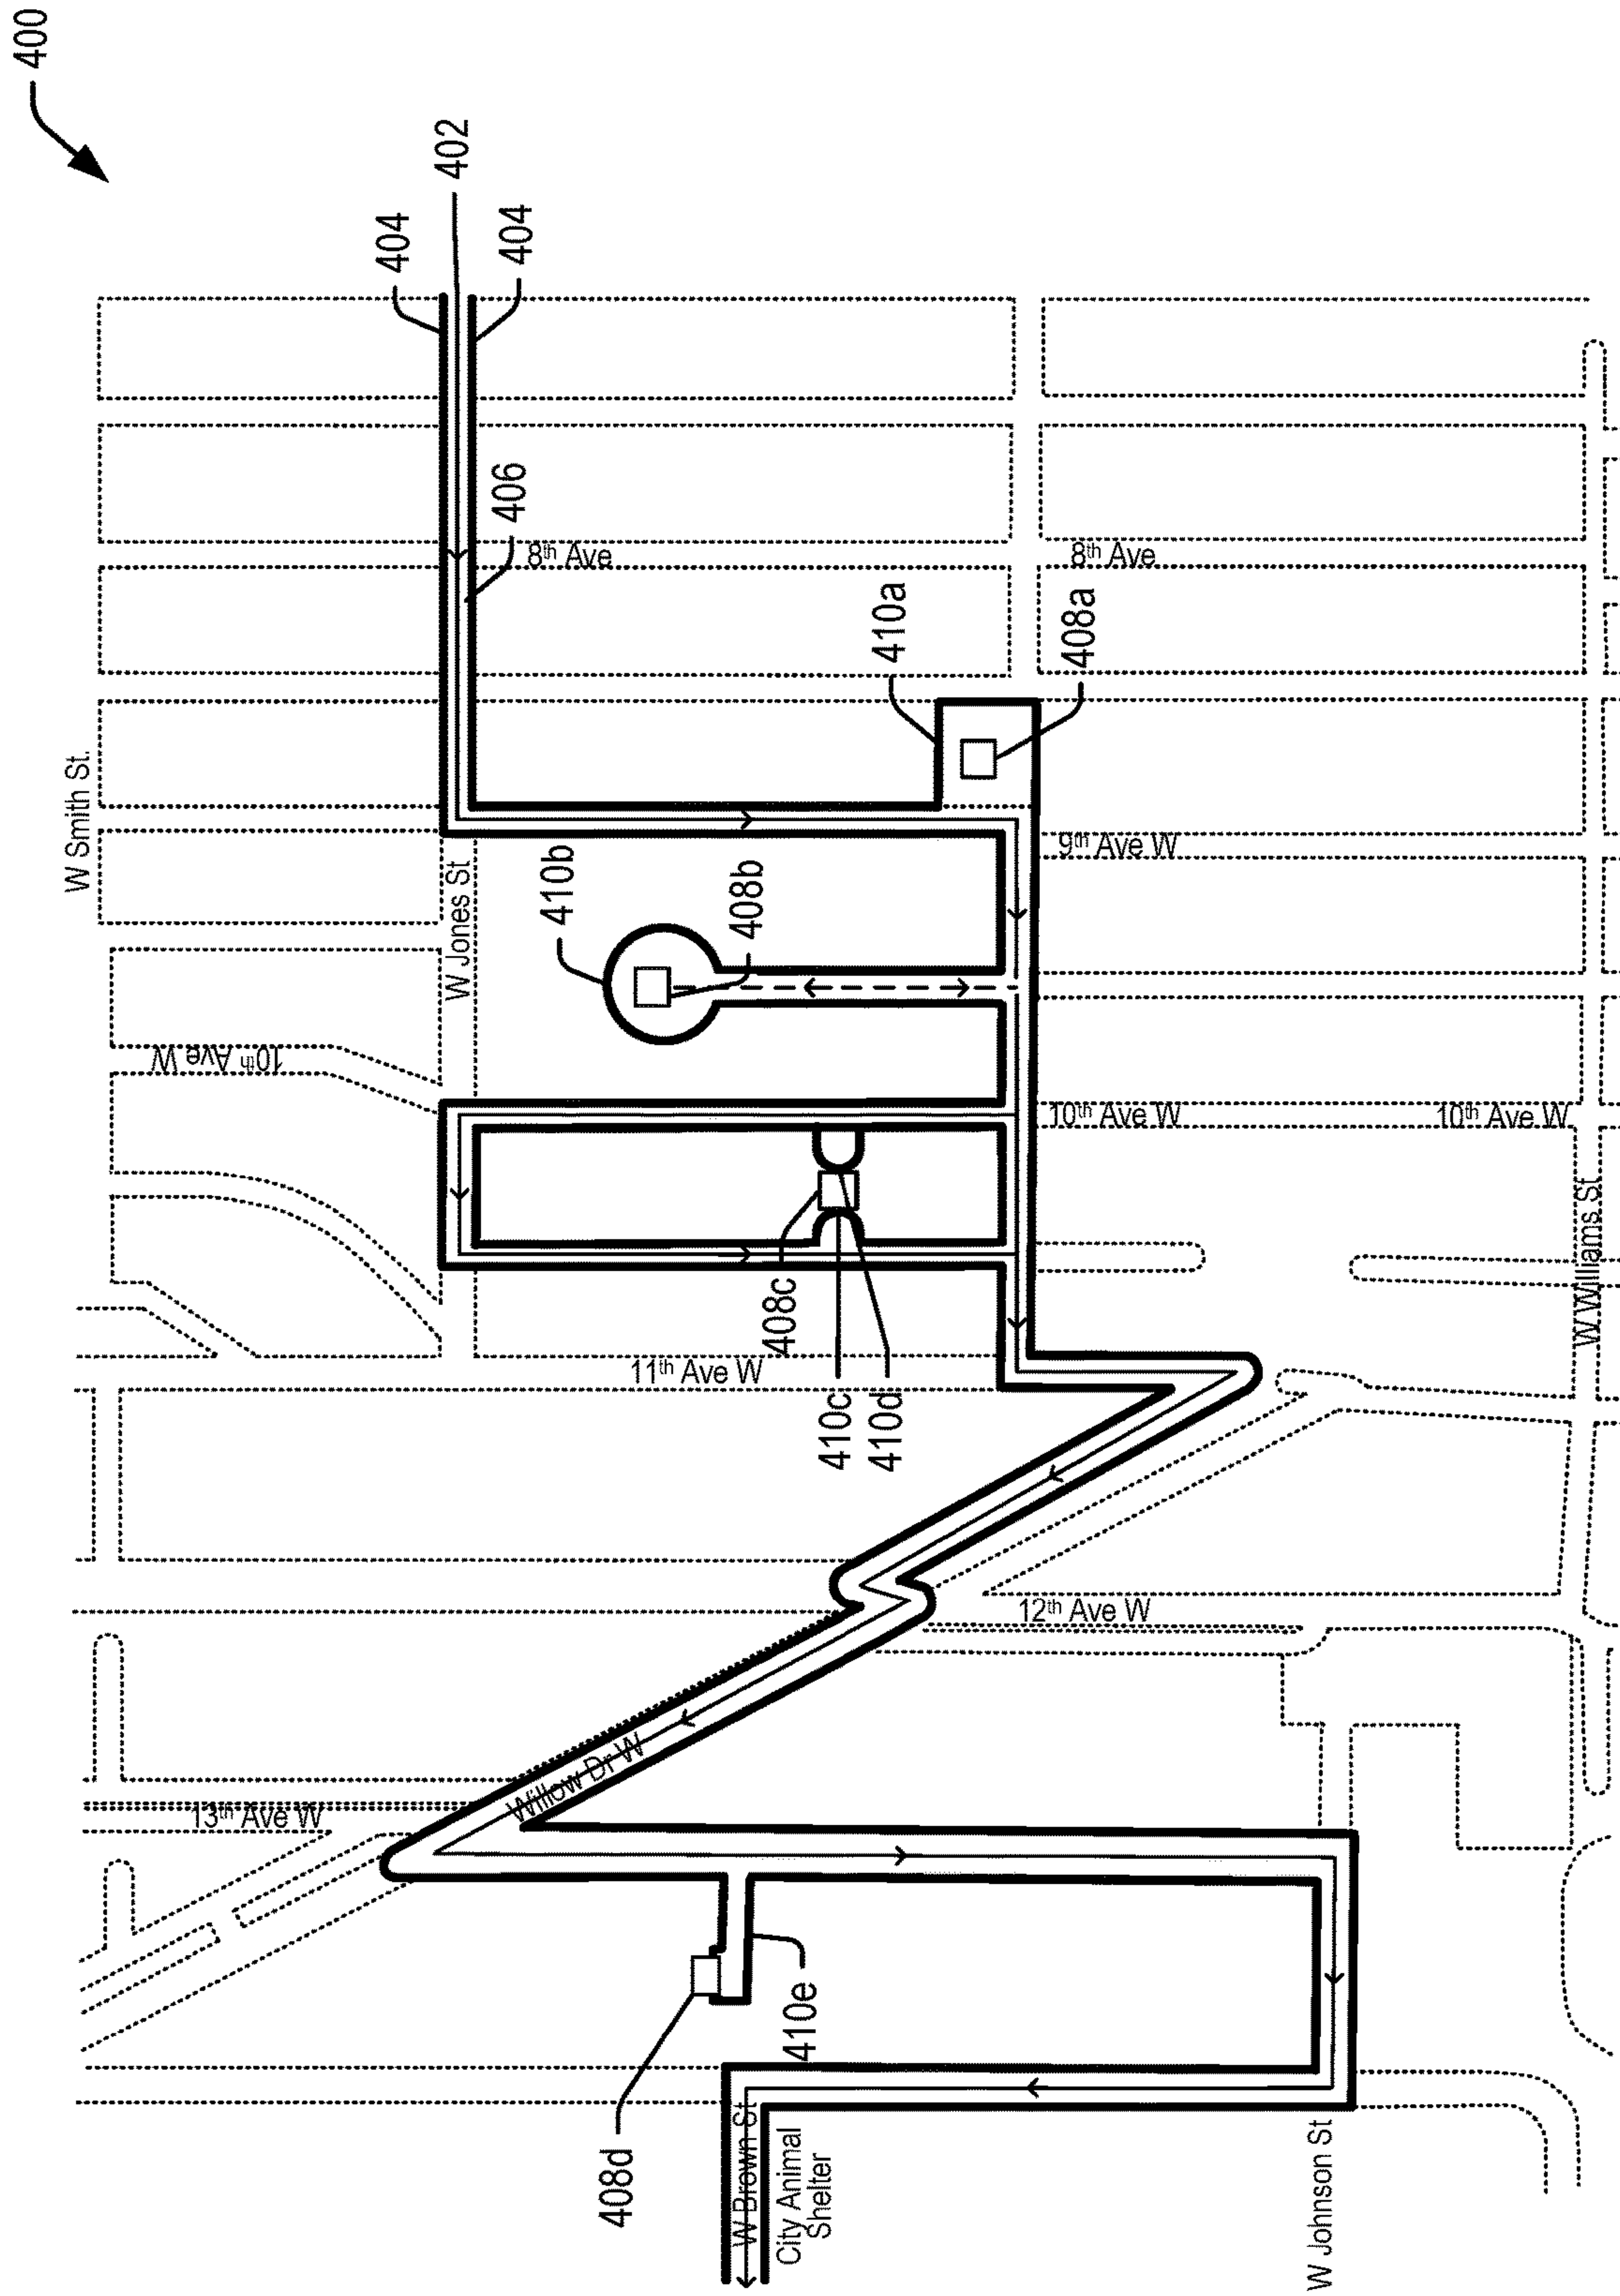 400
402
404
404
406
8th Ave
8th Ave
410a
408a
W Smith St.
9th Ave W
W Jones St
410b
408b
10th Ave W
10th Ave W
10th Ave W
W Williams St
408c
11th Ave W
410c
410d
12th Ave W
Willow Dr W
13th Ave W
410e
408d
W Brown St
City Animal
Shelter
W Johnson St